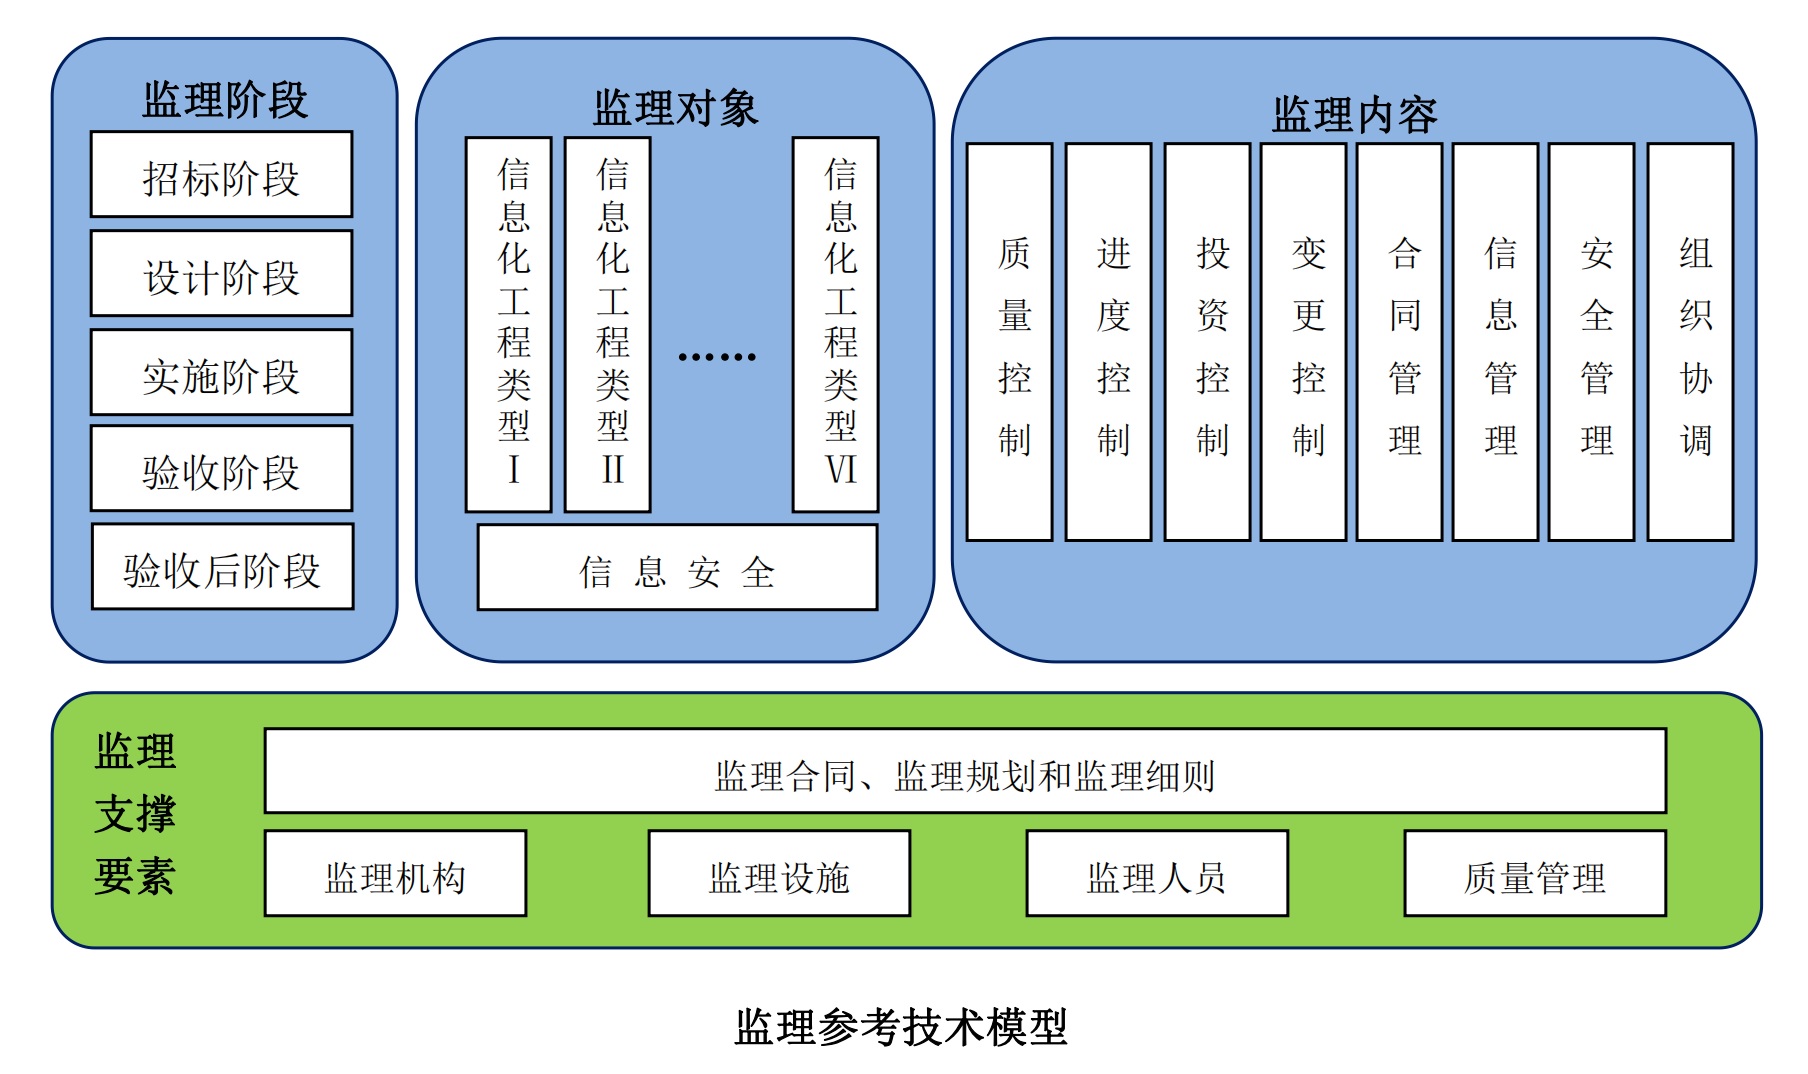 监理阶段
招标阶段
设计阶段
实施阶段
验收阶段
验收后阶段
监理对象
信息化工程类型Ⅰ
信息化工程类型Ⅱ
……
信息化工程类型Ⅵ
信息安全
监理内容
质量控制
进度控制
投资控制
变更控制
合同管理
信息管理
安全管理
组织协调
监理
支撑
要素
监理合同、监理规划和监理细则
监理机构
监理设施
监理人员
质量管理
监理参考技术模型